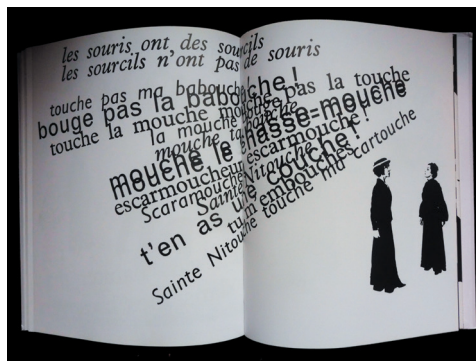 les souris ont, des sourcils
les sourcils n'ont pas de souris
touche pas ma babouche
bouge pas la babouche!
touche la mouche mouche pas la touche
la mouche
mouche ta
mouche le chasse=mouche
escarmoucheur escarmouche!
Scaramouche
Sainte Nitouche
t'en as une couche!
tu m'embouches
Sainte Nitouche touche ma cartouche